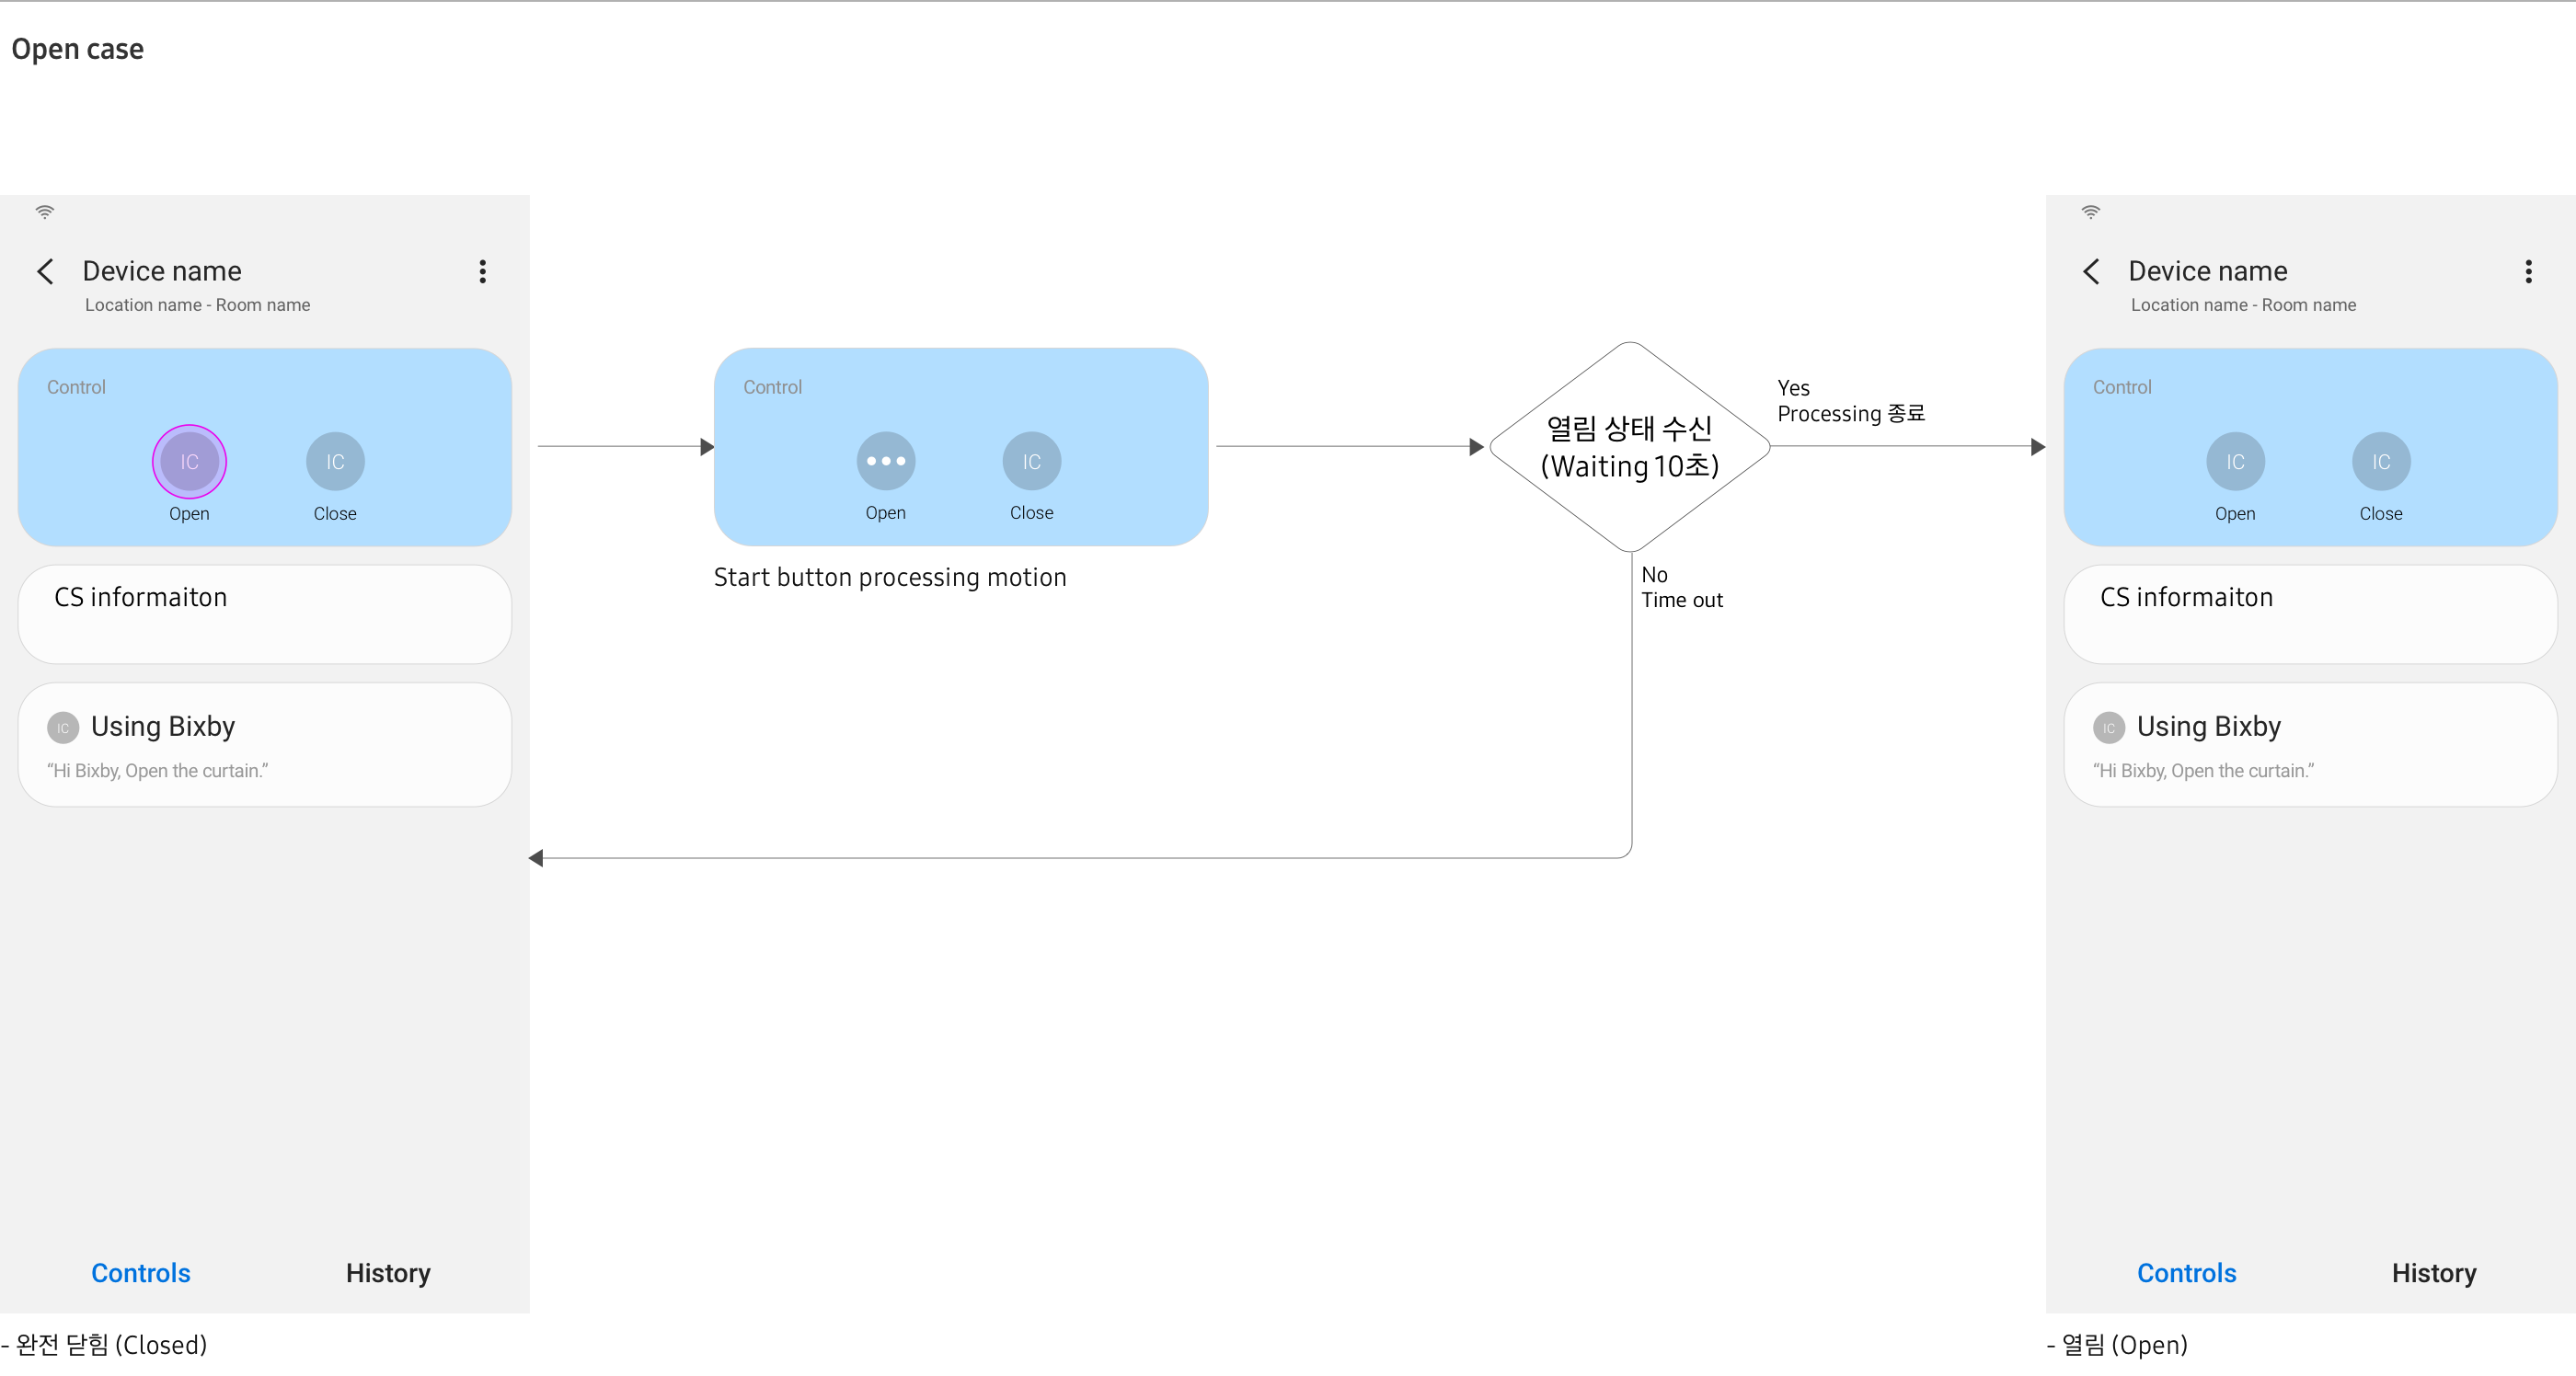 Open case
Device name
Location name - Room name
Control
IC
IC
Open
Close
CS informaiton
IC
Using Bixby
“Hi Bixby, Open the curtain.”
Controls
History
- 완전 닫힘 (Closed)
Control
IC
Open
Close
Start button processing motion
열림 상태 수신
(Waiting 10초)
Yes
Processing 종료
No
Time out
Device name
Location name - Room name
Control
IC
IC
Open
Close
CS informaiton
IC
Using Bixby
“Hi Bixby, Open the curtain.”
Controls
History
- 열림 (Open)